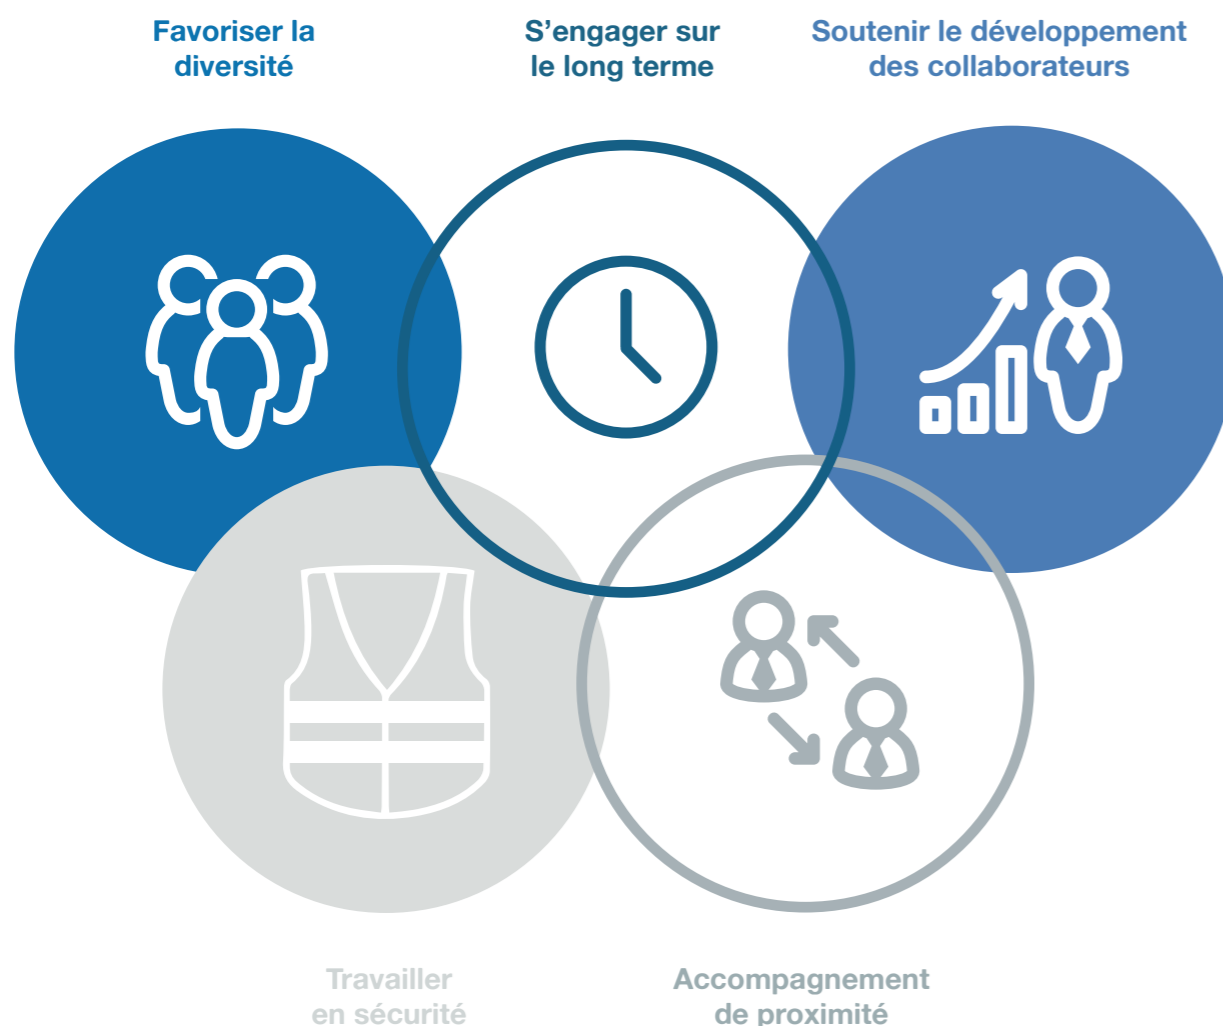 Favoriser la
diversité
S’engager sur
le long terme
Soutenir le développement
des collaborateurs
Travailler
en sécurité
Accompagnement
de proximité